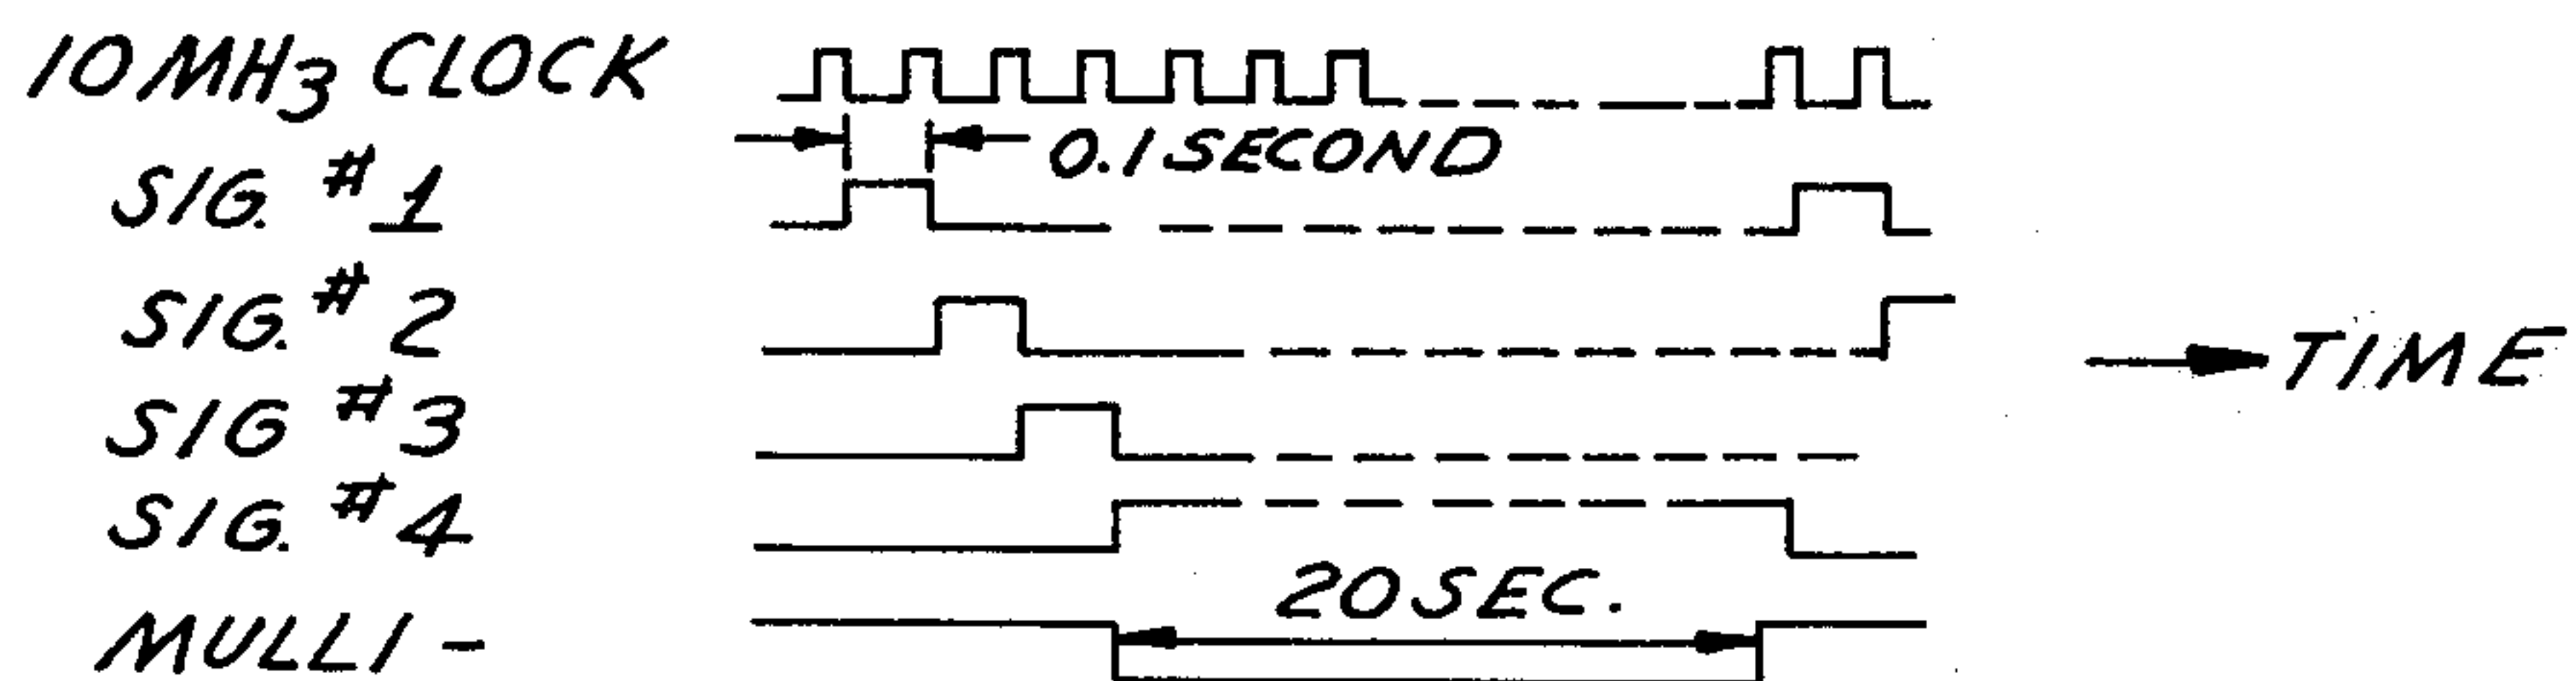 10 MH3 CLOCK
0.1 SECOND
SIG. #1
SIG. #2
TIME
SIG #3
SIG. #4
20 SEC.
MULLI -